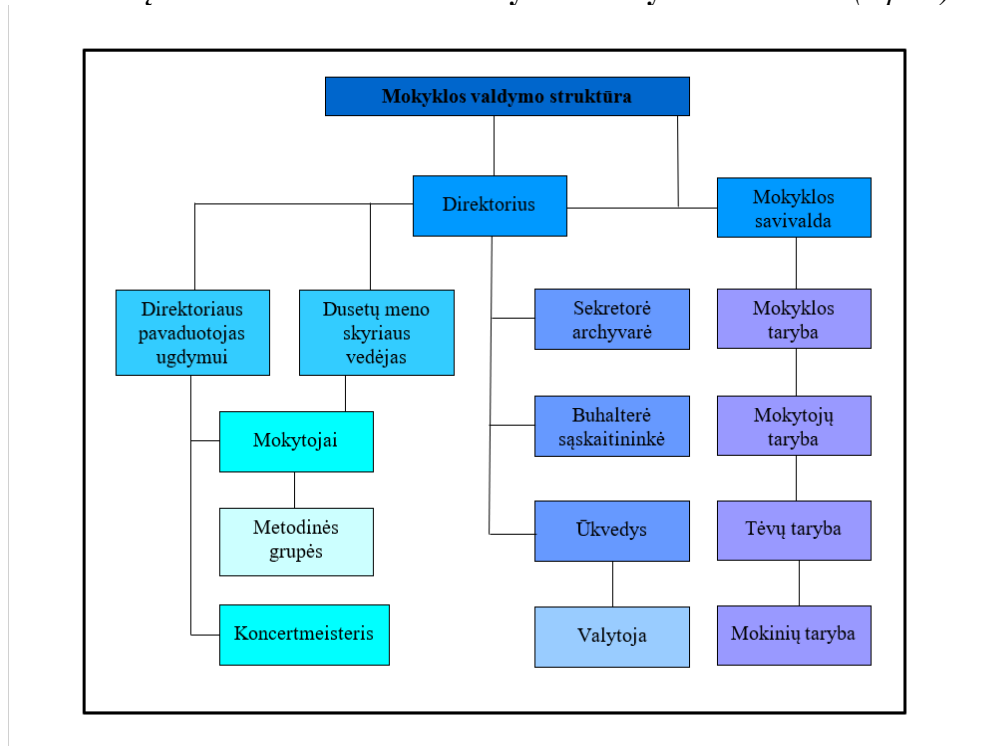 Mokyklos valdymo struktūra
Direktorius
Mokyklos
savivalda
Direktoriaus
pavaduotojas
ugdymui
Dusetų meno
skyriaus
vedėjas
Sekretorė
archyvarė
Mokyklos
taryba
Mokytojai
Buhalterė
sąskaitininkė
Mokytojų
taryba
Metodinės
grupės
Ūkvedys
Tėvų taryba
Koncertmeisteris
Valytoja
Mokinių taryba